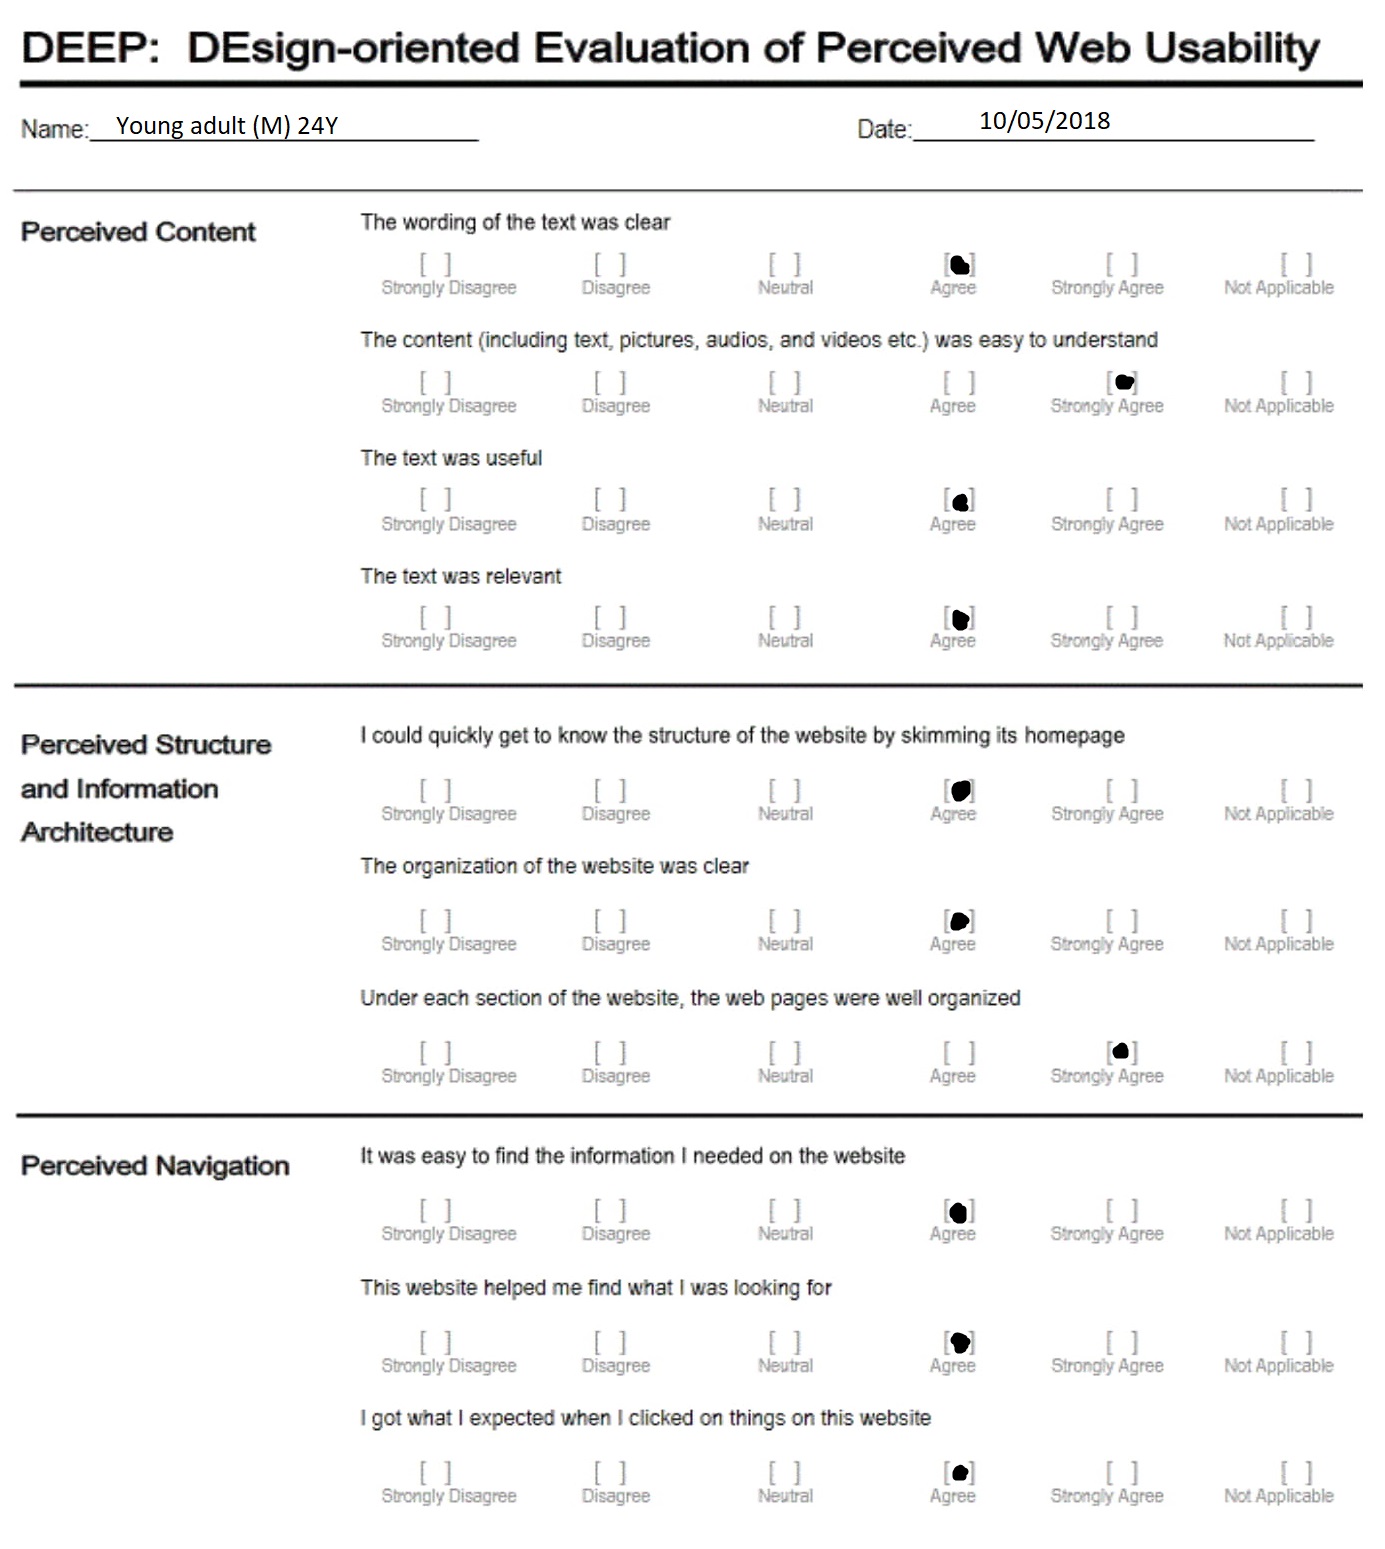 DEEP: DEsign-oriented Evaluation of Perceived Web Usability
Name: Young adult (M) 24Y Date: 10/05/2018
Perceived Content
The wording of the text was clear
[ ] [ ] [ ] [●] [ ] [ ]
Strongly Disagree Disagree Neutral Agree Strongly Agree Not Applicable
The content (including text, pictures, audios, and videos etc.) was easy to understand
[ ] [ ] [ ] [ ] [●] [ ]
Strongly Disagree Disagree Neutral Agree Strongly Agree Not Applicable
The text was useful
[ ] [ ] [ ] [●] [ ] [ ]
Strongly Disagree Disagree Neutral Agree Strongly Agree Not Applicable
The text was relevant
[ ] [ ] [ ] [●] [ ] [ ]
Strongly Disagree Disagree Neutral Agree Strongly Agree Not Applicable
Perceived Structure
and Information
Architecture
I could quickly get to know the structure of the website by skimming its homepage
[ ] [ ] [ ] [●] [ ] [ ]
Strongly Disagree Disagree Neutral Agree Strongly Agree Not Applicable
The organization of the website was clear
[ ] [ ] [ ] [●] [ ] [ ]
Strongly Disagree Disagree Neutral Agree Strongly Agree Not Applicable
Under each section of the website, the web pages were well organized
[ ] [ ] [ ] [ ] [●] [ ]
Strongly Disagree Disagree Neutral Agree Strongly Agree Not Applicable
Perceived Navigation
It was easy to find the information I needed on the website
[ ] [ ] [ ] [●] [ ] [ ]
Strongly Disagree Disagree Neutral Agree Strongly Agree Not Applicable
This website helped me find what I was looking for
[ ] [ ] [ ] [●] [ ] [ ]
Strongly Disagree Disagree Neutral Agree Strongly Agree Not Applicable
I got what I expected when I clicked on things on this website
[ ] [ ] [ ] [●] [ ] [ ]
Strongly Disagree Disagree Neutral Agree Strongly Agree Not Applicable